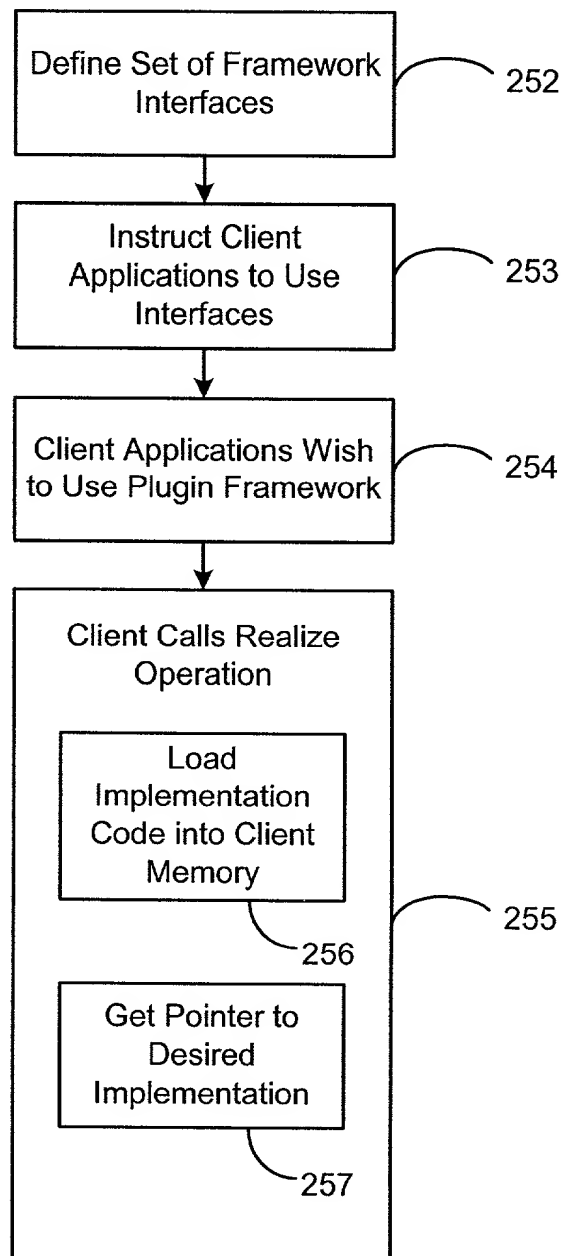 Define Set of Framework
Interfaces
252
Instruct Client
Applications to Use
Interfaces
253
Client Applications Wish
to Use Plugin Framework
254
Client Calls Realize
Operation
Load
Implementation
Code into Client
Memory
256
255
Get Pointer to
Desired
Implementation
257